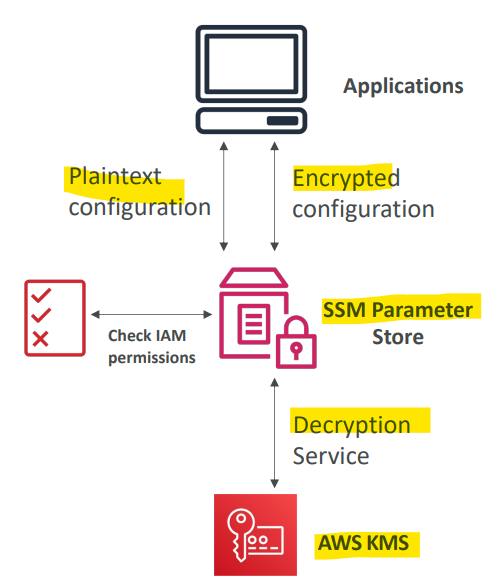 Applications
Plaintext
configuration
Encrypted
configuration
SSM Parameter
Store
Check IAM
permissions
Decryption
Service
AWS KMS